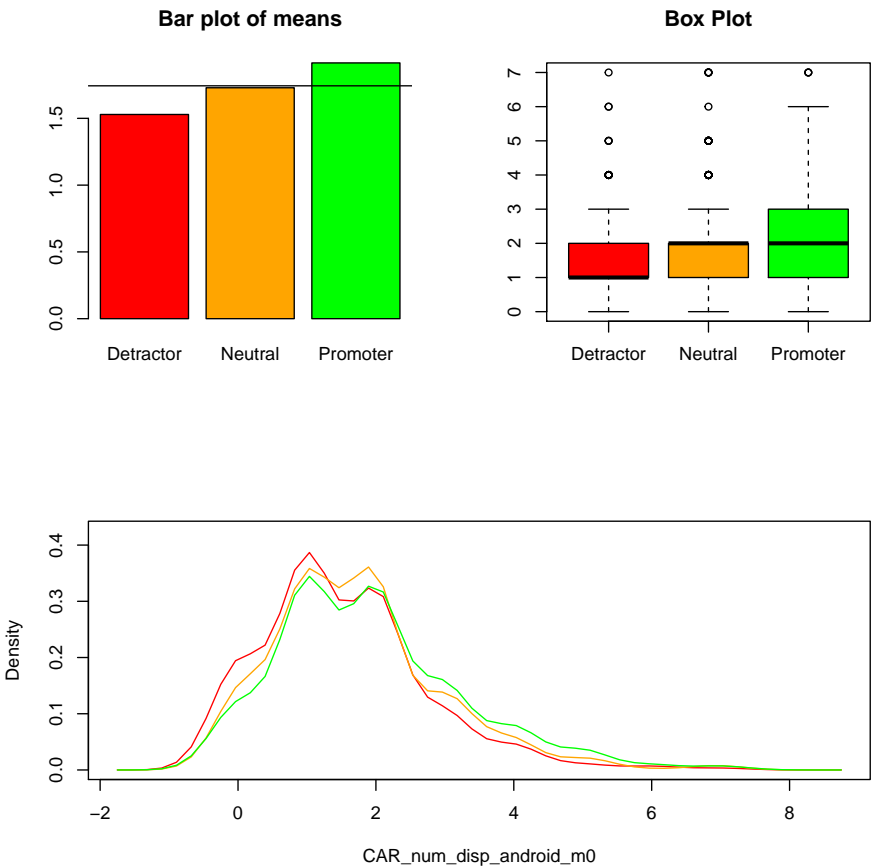 Bar plot of means
0.0 0.5 1.0 1.5
Detractor Neutral Promoter
Box Plot
0 1 2 3 4 5 6 7
Detractor Neutral Promoter
Density
0.0 0.1 0.2 0.3 0.4
−2 0 2 4 6 8
CAR_num_disp_android_m0